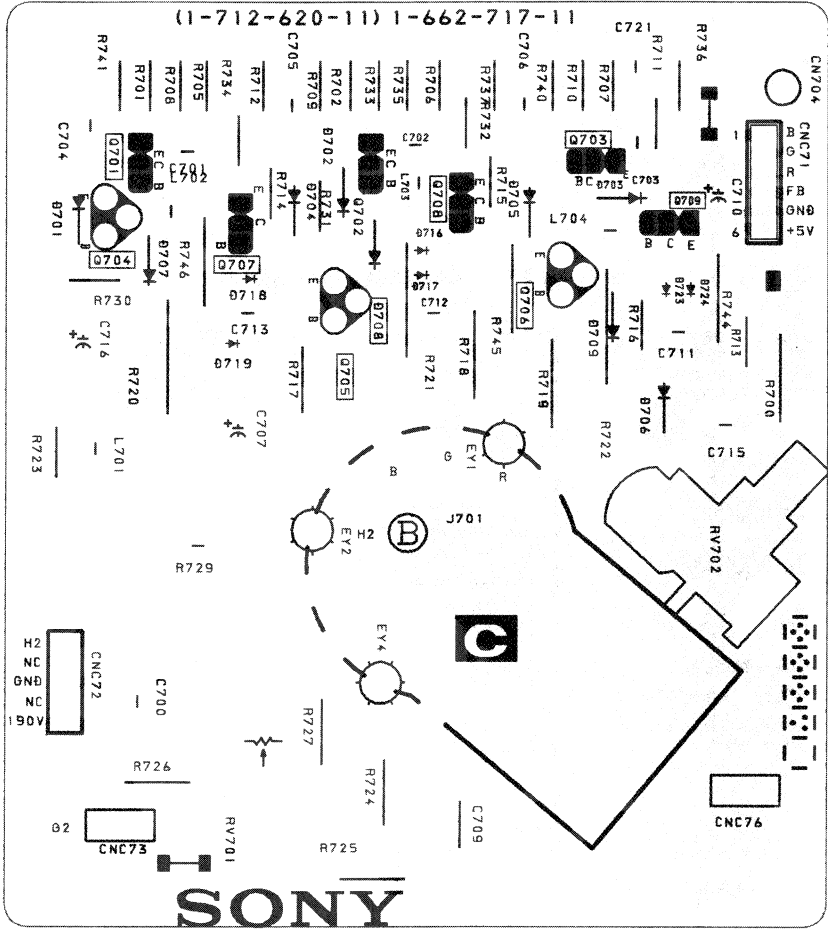 (1-712-620-11) 1-662-717-11
R741
R701
R708
R705
R734
R712
C705
R709
R702
R733
R735
R706
R737
R732
C706
R740
R710
R707
C721
R711
R736
CN704
C704
Q701
E
C
B
C701
L702
D702
C702
L703
Q703
B C E
D703
C703
1
B
G
R
FB
GND
+5V
6
CNC71
C710
D701
E
B
Q704
D707
R746
E
C
B
Q707
R714
D704
R731
Q702
E
C
B
Q708
E
C
B
R715
D705
L704
Q709
B C E
D716
D717
C712
D718
R730
C713
D719
C716
R720
E
B
D708
R717
Q705
R721
R718
R745
E
B
Q706
R719
D709
R716
D723
D724
R744
C711
R713
R700
D706
R722
C715
R723
L701
C707
B
G
EY1
R
EY2
H2
B
J701
RV702
R729
EY4
C
H2
NC
GND
NC
190V
CNC72
C700
R727
R726
R724
C709
CNC76
G2
CNC73
RV701
R725
SONY